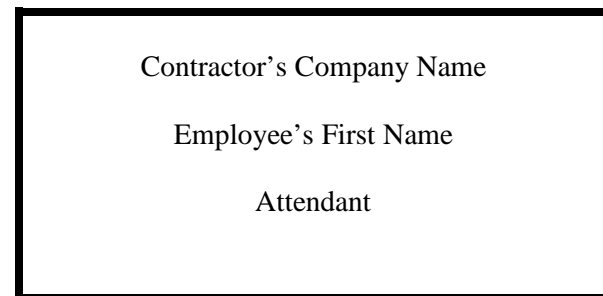 Contractor’s Company Name
Employee’s First Name
Attendant